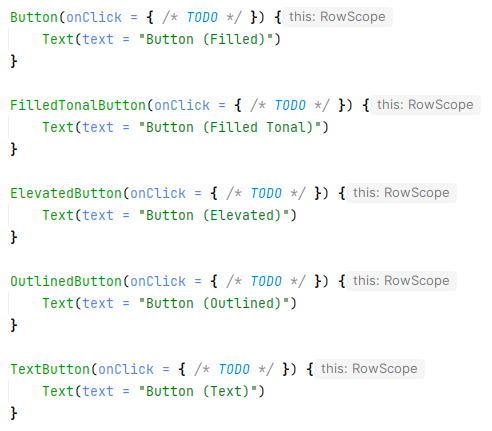 Button(onClick = { /* TODO */ }) { this: RowScope
    Text(text = "Button (Filled)")
}

FilledTonalButton(onClick = { /* TODO */ }) { this: RowScope
    Text(text = "Button (Filled Tonal)")
}

ElevatedButton(onClick = { /* TODO */ }) { this: RowScope
    Text(text = "Button (Elevated)")
}

OutlinedButton(onClick = { /* TODO */ }) { this: RowScope
    Text(text = "Button (Outlined)")
}

TextButton(onClick = { /* TODO */ }) { this: RowScope
    Text(text = "Button (Text)")
}